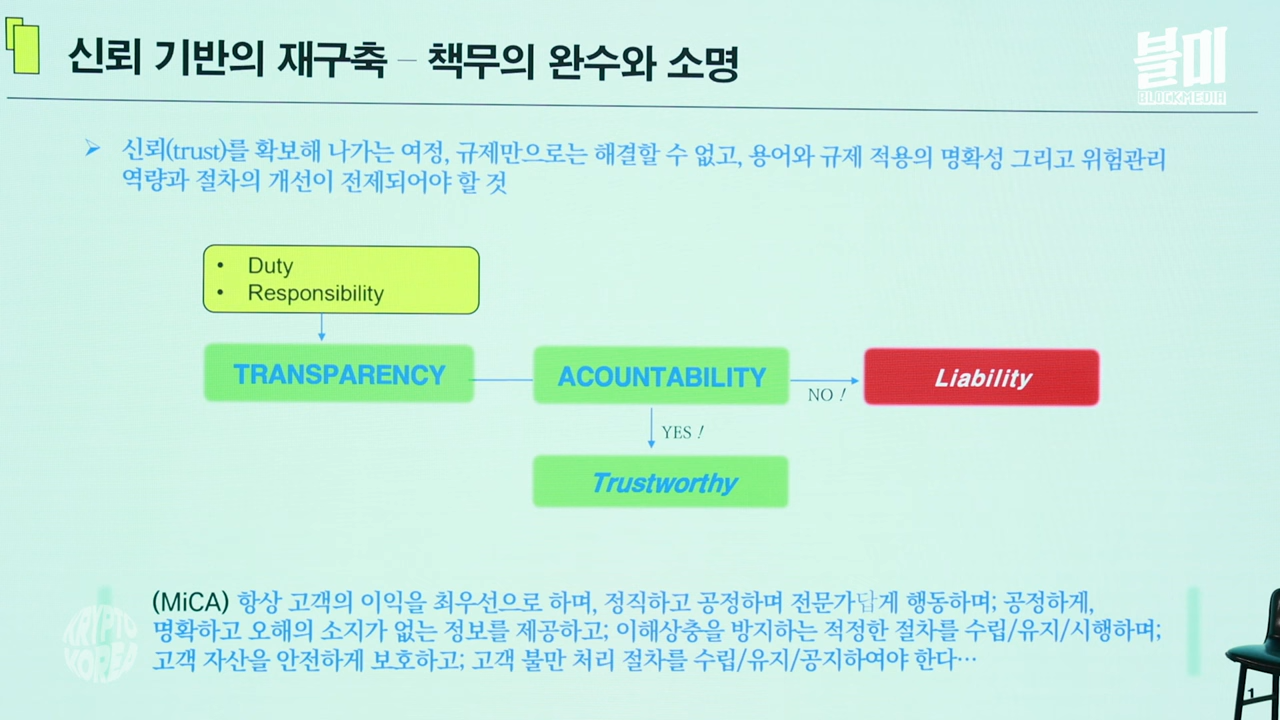 신뢰 기반의 재구축 – 책무의 완수와 소명
블미
BLOCKMEDIA
➢ 신뢰(trust)를 확보해 나가는 여정, 규제만으로는 해결할 수 없고, 용어와 규제 적용의 명확성 그리고 위험관리
역량과 절차의 개선이 전제되어야 할 것
• Duty
• Responsibility
TRANSPARENCY
ACOUNTABILITY
NO !
Liability
YES !
Trustworthy
(MiCA) 항상 고객의 이익을 최우선으로 하며, 정직하고 공정하며 전문가답게 행동하며; 공정하게,
명확하고 오해의 소지가 없는 정보를 제공하고; 이해상충을 방지하는 적정한 절차를 수립/유지/시행하며;
고객 자산을 안전하게 보호하고; 고객 불만 처리 절차를 수립/유지/공지하여야 한다…
KRYPTO
KOREA
1